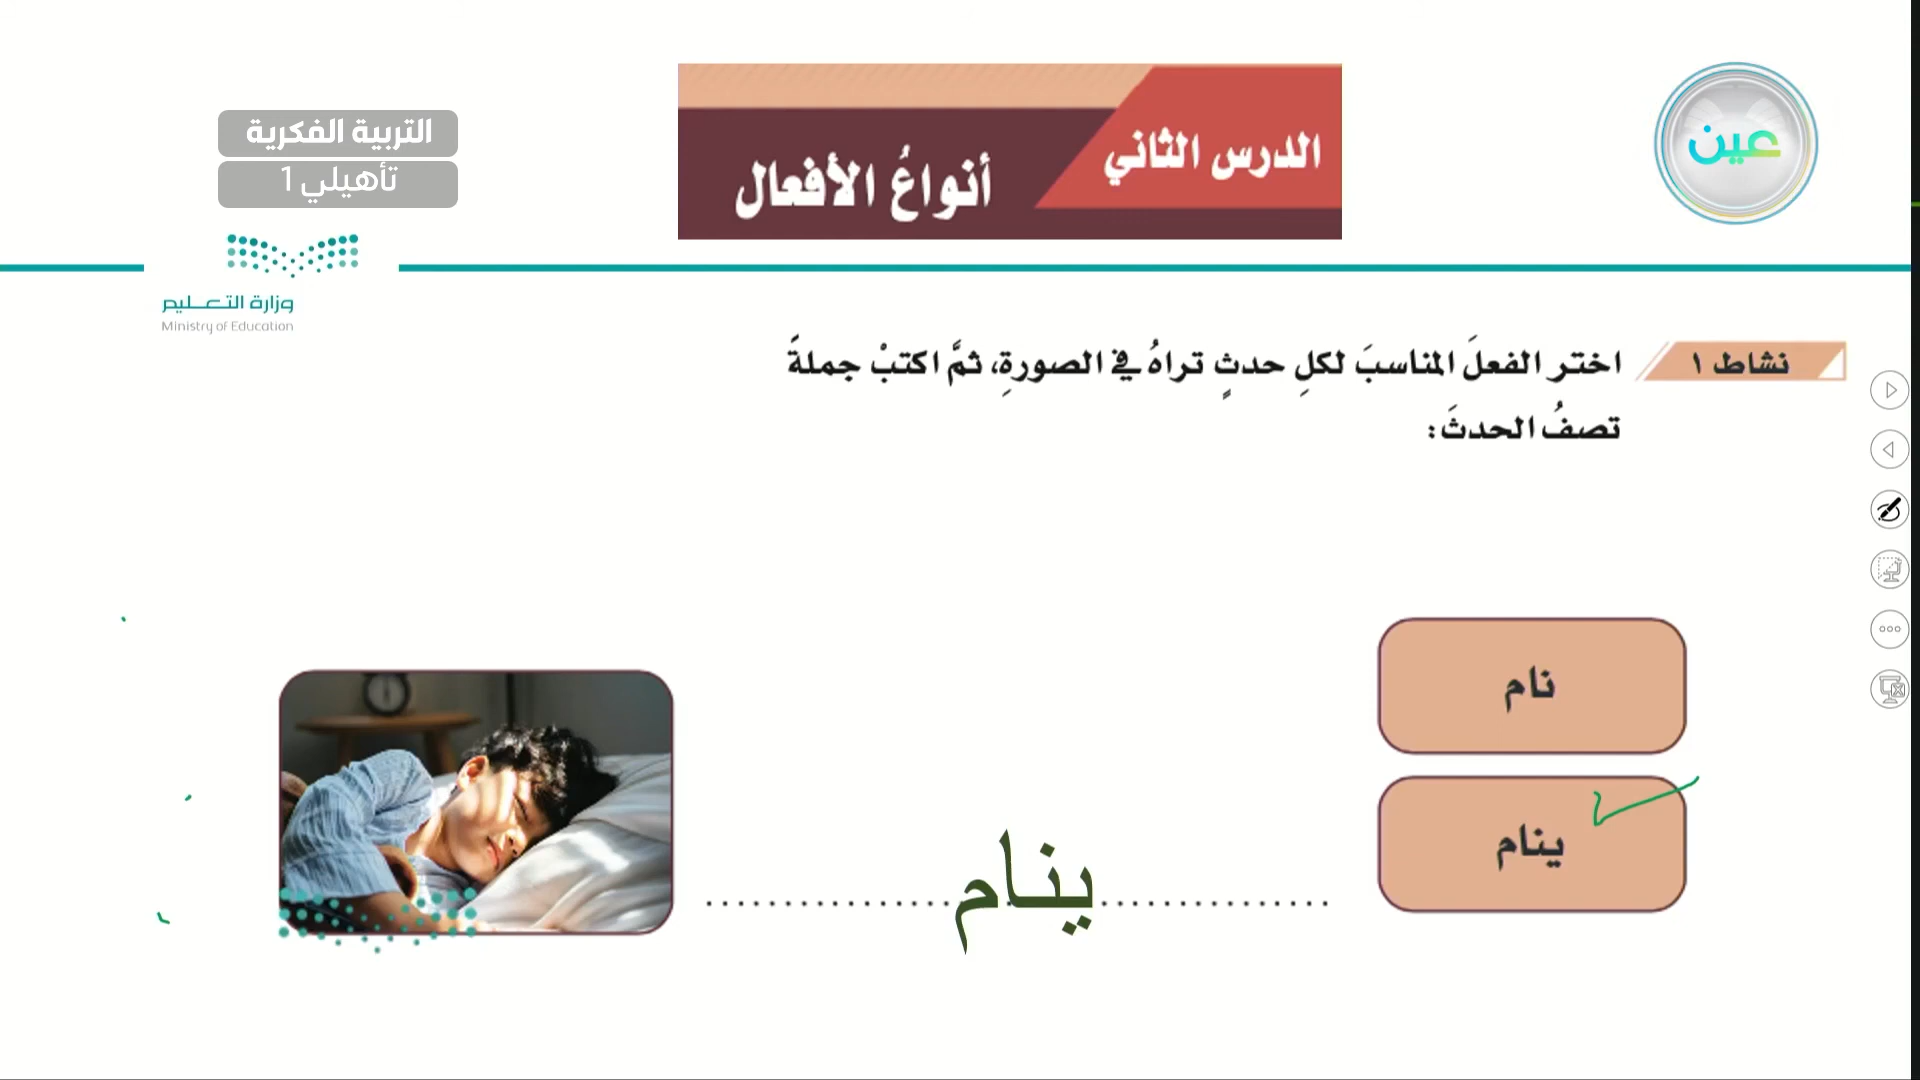 عين
الدرس الثاني
أنواعُ الأفعال
التربية الفكرية
تأهيلي 1
وزارة التعليم
Ministry of Education
نشاط ١
اختر الفعلَ المناسبَ لكلِ حدثٍ تراهُ في الصورةِ، ثمَّ اكتبْ جملةً
تصفُ الحدثَ:
نام
ينام
ينام